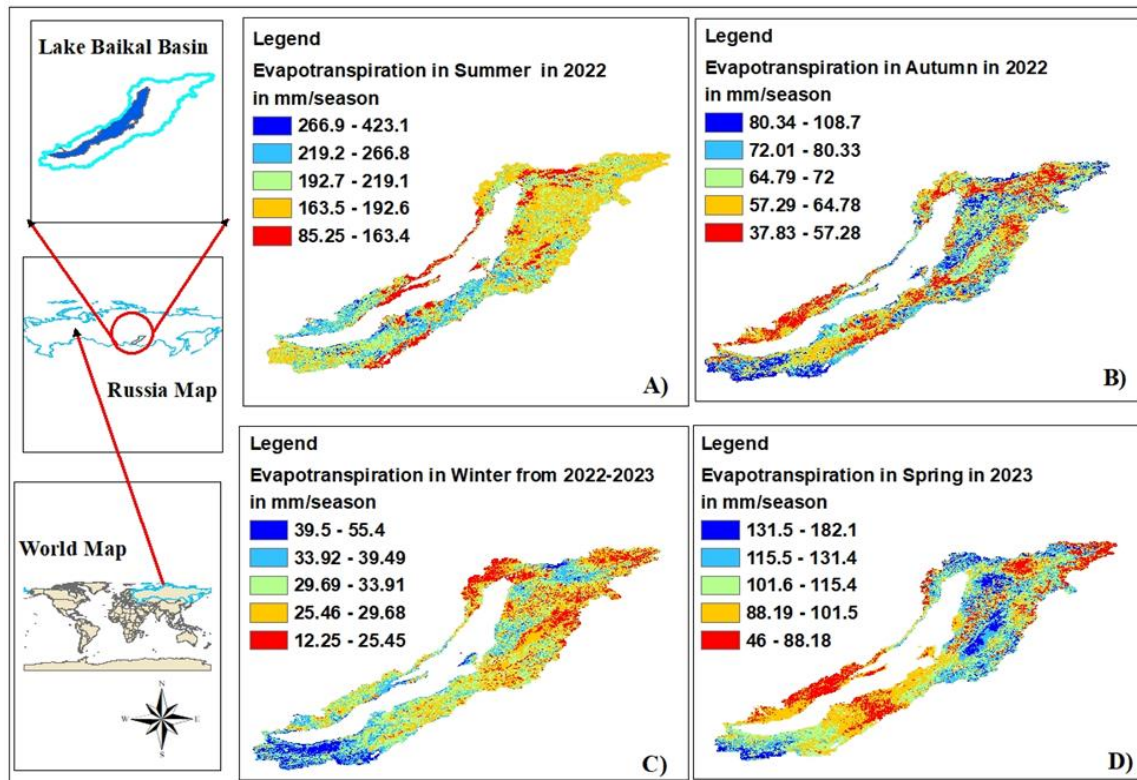 Lake Baikal Basin
Russia Map
World Map
N
W
E
S
Legend
Evapotranspiration in Summer in 2022
in mm/season
266.9 - 423.1
219.2 - 266.8
192.7 - 219.1
163.5 - 192.6
85.25 - 163.4
A)
Legend
Evapotranspiration in Autumn in 2022
in mm/season
80.34 - 108.7
72.01 - 80.33
64.79 - 72
57.29 - 64.78
37.83 - 57.28
B)
Legend
Evapotranspiration in Winter from 2022-2023
in mm/season
39.5 - 55.4
33.92 - 39.49
29.69 - 33.91
25.46 - 29.68
12.25 - 25.45
C)
Legend
Evapotranspiration in Spring in 2023
in mm/season
131.5 - 182.1
115.5 - 131.4
101.6 - 115.4
88.19 - 101.5
46 - 88.18
D)